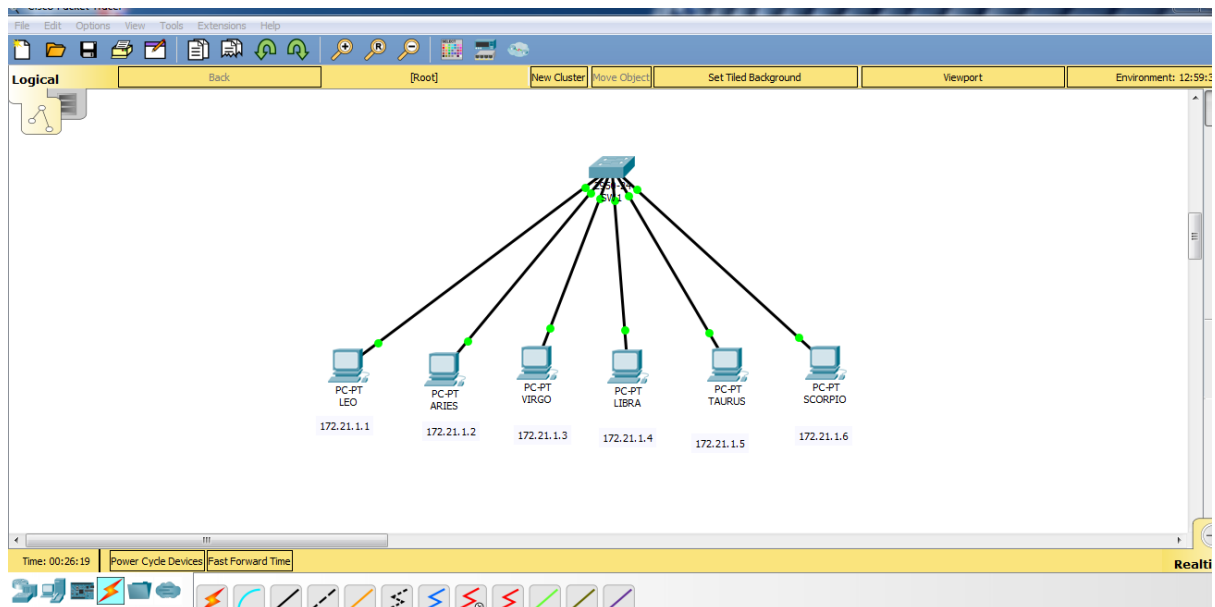 File Edit Options View Tools Extensions Help
Logical
Back
[Root]
New Cluster
Move Object
Set Tiled Background
Viewport
Environment: 12:59:3
2950-24
SW1
PC-PT
LEO
172.21.1.1
PC-PT
ARIES
172.21.1.2
PC-PT
VIRGO
172.21.1.3
PC-PT
LIBRA
172.21.1.4
PC-PT
TAURUS
172.21.1.5
PC-PT
SCORPIO
172.21.1.6
Time: 00:26:19
Power Cycle Devices
Fast Forward Time
Realti